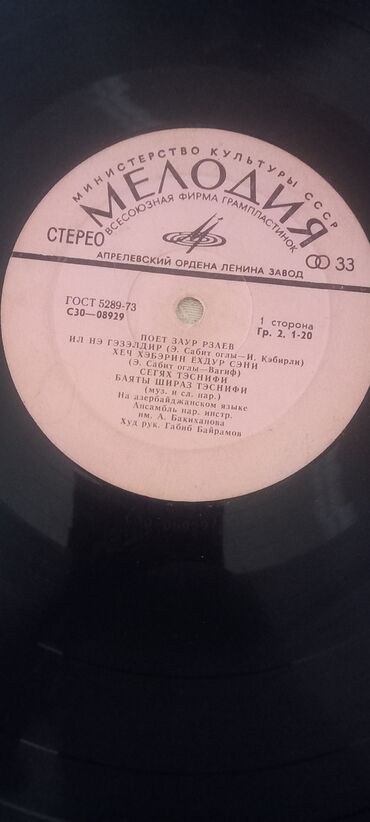 МИНИСТЕРСТВО КУЛЬТУРЫ СССР
МЕЛОДИЯ
ВСЕСОЮЗНАЯ ФИРМА ГРАМПЛАСТИНОК
СТЕРЕО
33
АПРЕЛЕВСКИЙ ОРДЕНА ЛЕНИНА ЗАВОД
ГОСТ 5289-73
С30—08929
1 сторона
Гр. 2. 1-20
ПОЕТ ЗАУР РЗАЕВ
ИЛ НЭ ГЭЗЭЛДИР (Э. Сабит оглы—И. Кэбирли)
ХЕЧ ХЭБЭРИН ЕХДУР СЭНИ
(Э. Сабит оглы—Вагиф)
СЕГЯХ ТЭСНИФИ
БАЯТЫ ШИРАЗ ТЭСНИФИ
(муз. и сл. нар.)
На азербайджанском языке
Ансамбль нар. инстр.
им. А. Бакиханова
Худ рук. Габиб Байрамов